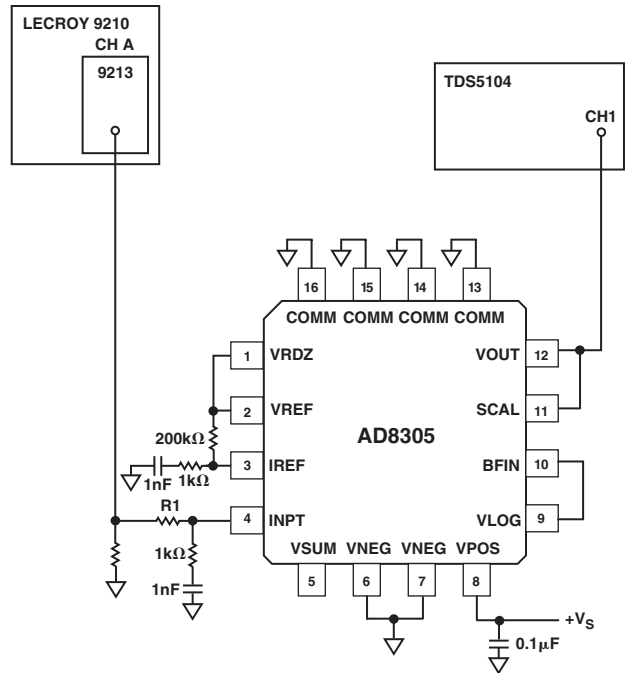 LECROY 9210
CH A
9213
TDS5104
CH1
16
15
14
13
COMM COMM COMM COMM
1
VRDZ
VOUT
12
2
VREF
SCAL
11
200kΩ
AD8305
3
IREF
BFIN
10
1nF
1kΩ
R1
4
INPT
VLOG
9
1kΩ
VSUM VNEG VNEG VPOS
1nF
5
6
7
8
+VS
0.1µF